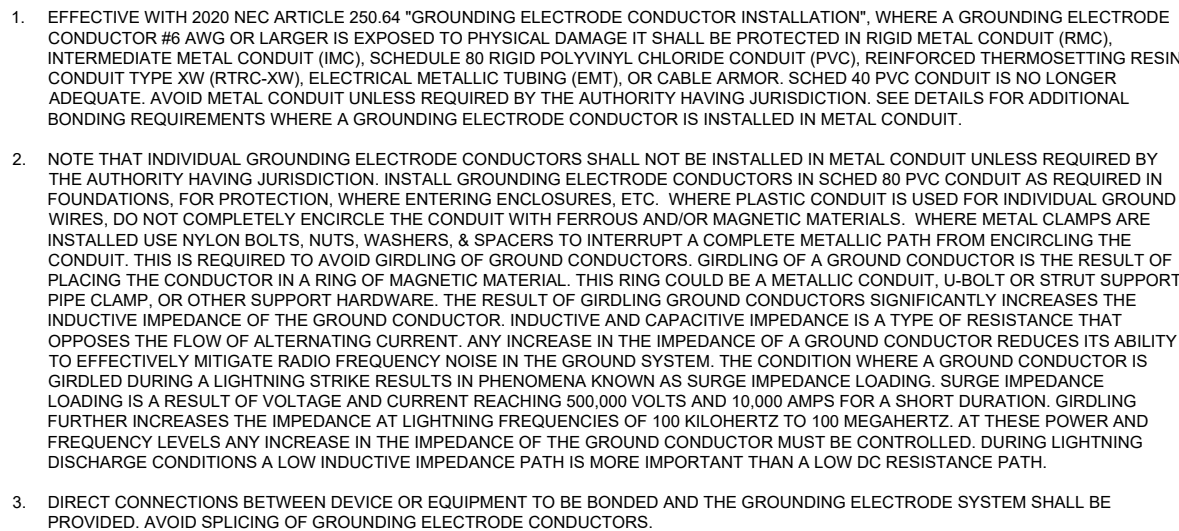 1. EFFECTIVE WITH 2020 NEC ARTICLE 250.64 "GROUNDING ELECTRODE CONDUCTOR INSTALLATION", WHERE A GROUNDING ELECTRODE
CONDUCTOR #6 AWG OR LARGER IS EXPOSED TO PHYSICAL DAMAGE IT SHALL BE PROTECTED IN RIGID METAL CONDUIT (RMC),
INTERMEDIATE METAL CONDUIT (IMC), SCHEDULE 80 RIGID POLYVINYL CHLORIDE CONDUIT (PVC), REINFORCED THERMOSETTING RESIN
CONDUIT TYPE XW (RTRC-XW), ELECTRICAL METALLIC TUBING (EMT), OR CABLE ARMOR. SCHED 40 PVC CONDUIT IS NO LONGER
ADEQUATE. AVOID METAL CONDUIT UNLESS REQUIRED BY THE AUTHORITY HAVING JURISDICTION. SEE DETAILS FOR ADDITIONAL
BONDING REQUIREMENTS WHERE A GROUNDING ELECTRODE CONDUCTOR IS INSTALLED IN METAL CONDUIT.
2. NOTE THAT INDIVIDUAL GROUNDING ELECTRODE CONDUCTORS SHALL NOT BE INSTALLED IN METAL CONDUIT UNLESS REQUIRED BY
THE AUTHORITY HAVING JURISDICTION. INSTALL GROUNDING ELECTRODE CONDUCTORS IN SCHED 80 PVC CONDUIT AS REQUIRED IN
FOUNDATIONS, FOR PROTECTION, WHERE ENTERING ENCLOSURES, ETC. WHERE PLASTIC CONDUIT IS USED FOR INDIVIDUAL GROUND
WIRES, DO NOT COMPLETELY ENCIRCLE THE CONDUIT WITH FERROUS AND/OR MAGNETIC MATERIALS. WHERE METAL CLAMPS ARE
INSTALLED USE NYLON BOLTS, NUTS, WASHERS, & SPACERS TO INTERRUPT A COMPLETE METALLIC PATH FROM ENCIRCLING THE
CONDUIT. THIS IS REQUIRED TO AVOID GIRDLING OF GROUND CONDUCTORS. GIRDLING OF A GROUND CONDUCTOR IS THE RESULT OF
PLACING THE CONDUCTOR IN A RING OF MAGNETIC MATERIAL. THIS RING COULD BE A METALLIC CONDUIT, U-BOLT OR STRUT SUPPORT
PIPE CLAMP, OR OTHER SUPPORT HARDWARE. THE RESULT OF GIRDLING GROUND CONDUCTORS SIGNIFICANTLY INCREASES THE
INDUCTIVE IMPEDANCE OF THE GROUND CONDUCTOR. INDUCTIVE AND CAPACITIVE IMPEDANCE IS A TYPE OF RESISTANCE THAT
OPPOSES THE FLOW OF ALTERNATING CURRENT. ANY INCREASE IN THE IMPEDANCE OF A GROUND CONDUCTOR REDUCES ITS ABILITY
TO EFFECTIVELY MITIGATE RADIO FREQUENCY NOISE IN THE GROUND SYSTEM. THE CONDITION WHERE A GROUND CONDUCTOR IS
GIRDLED DURING A LIGHTNING STRIKE RESULTS IN PHENOMENA KNOWN AS SURGE IMPEDANCE LOADING. SURGE IMPEDANCE
LOADING IS A RESULT OF VOLTAGE AND CURRENT REACHING 500,000 VOLTS AND 10,000 AMPS FOR A SHORT DURATION. GIRDLING
FURTHER INCREASES THE IMPEDANCE AT LIGHTNING FREQUENCIES OF 100 KILOHERTZ TO 100 MEGAHERTZ. AT THESE POWER AND
FREQUENCY LEVELS ANY INCREASE IN THE IMPEDANCE OF THE GROUND CONDUCTOR MUST BE CONTROLLED. DURING LIGHTNING
DISCHARGE CONDITIONS A LOW INDUCTIVE IMPEDANCE PATH IS MORE IMPORTANT THAN A LOW DC RESISTANCE PATH.
3. DIRECT CONNECTIONS BETWEEN DEVICE OR EQUIPMENT TO BE BONDED AND THE GROUNDING ELECTRODE SYSTEM SHALL BE
PROVIDED. AVOID SPLICING OF GROUNDING ELECTRODE CONDUCTORS.